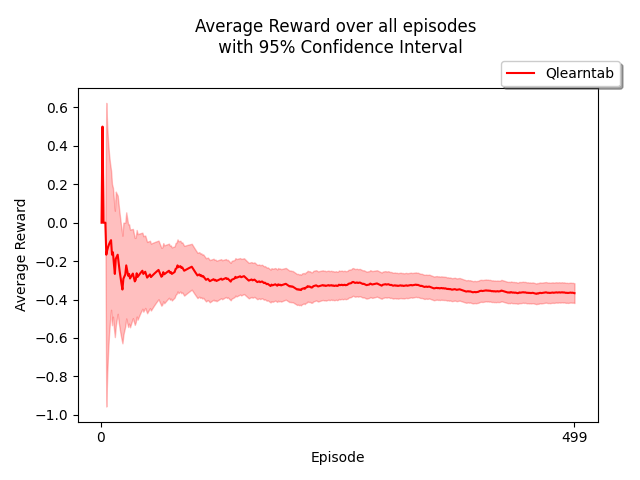 Average Reward over all episodes
with 95% Confidence Interval
Qlearntab
0.6
0.4
0.2
0.0
−0.2
−0.4
−0.6
−0.8
−1.0
Average Reward
0
499
Episode